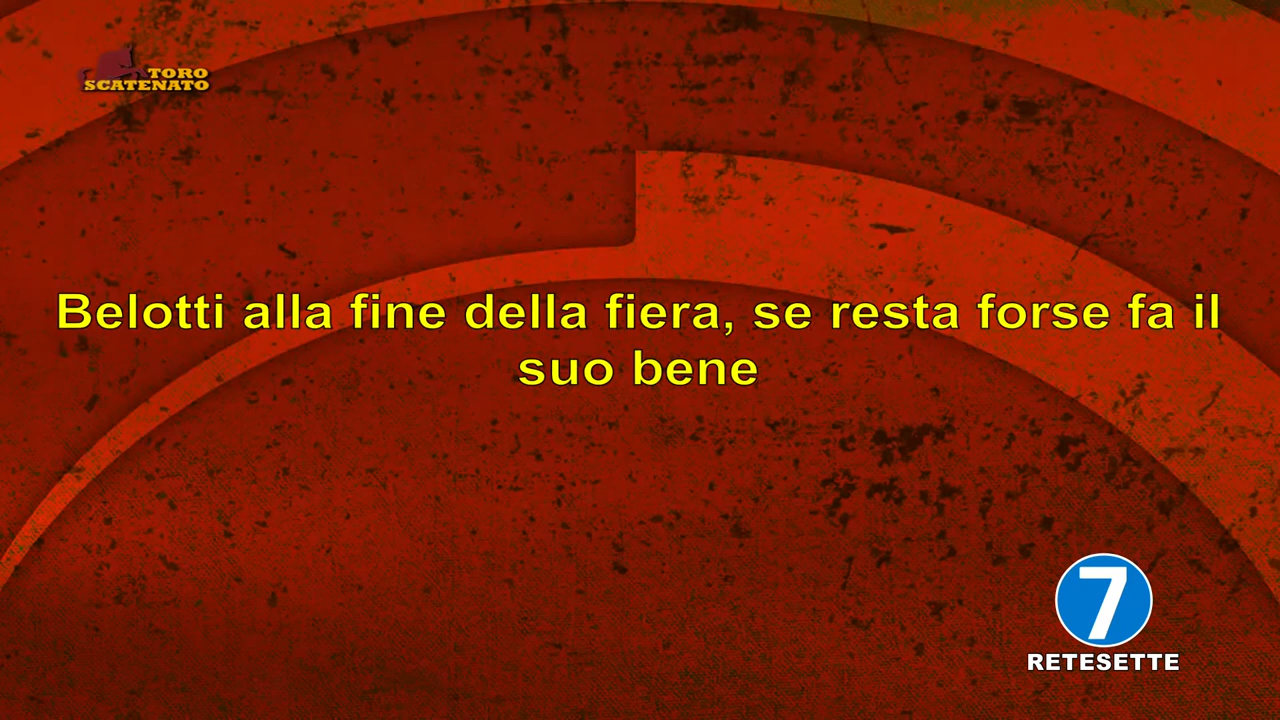 TORO
SCATENATO
Belotti alla fine della fiera, se resta forse fa il
suo bene
7
RETESETTE